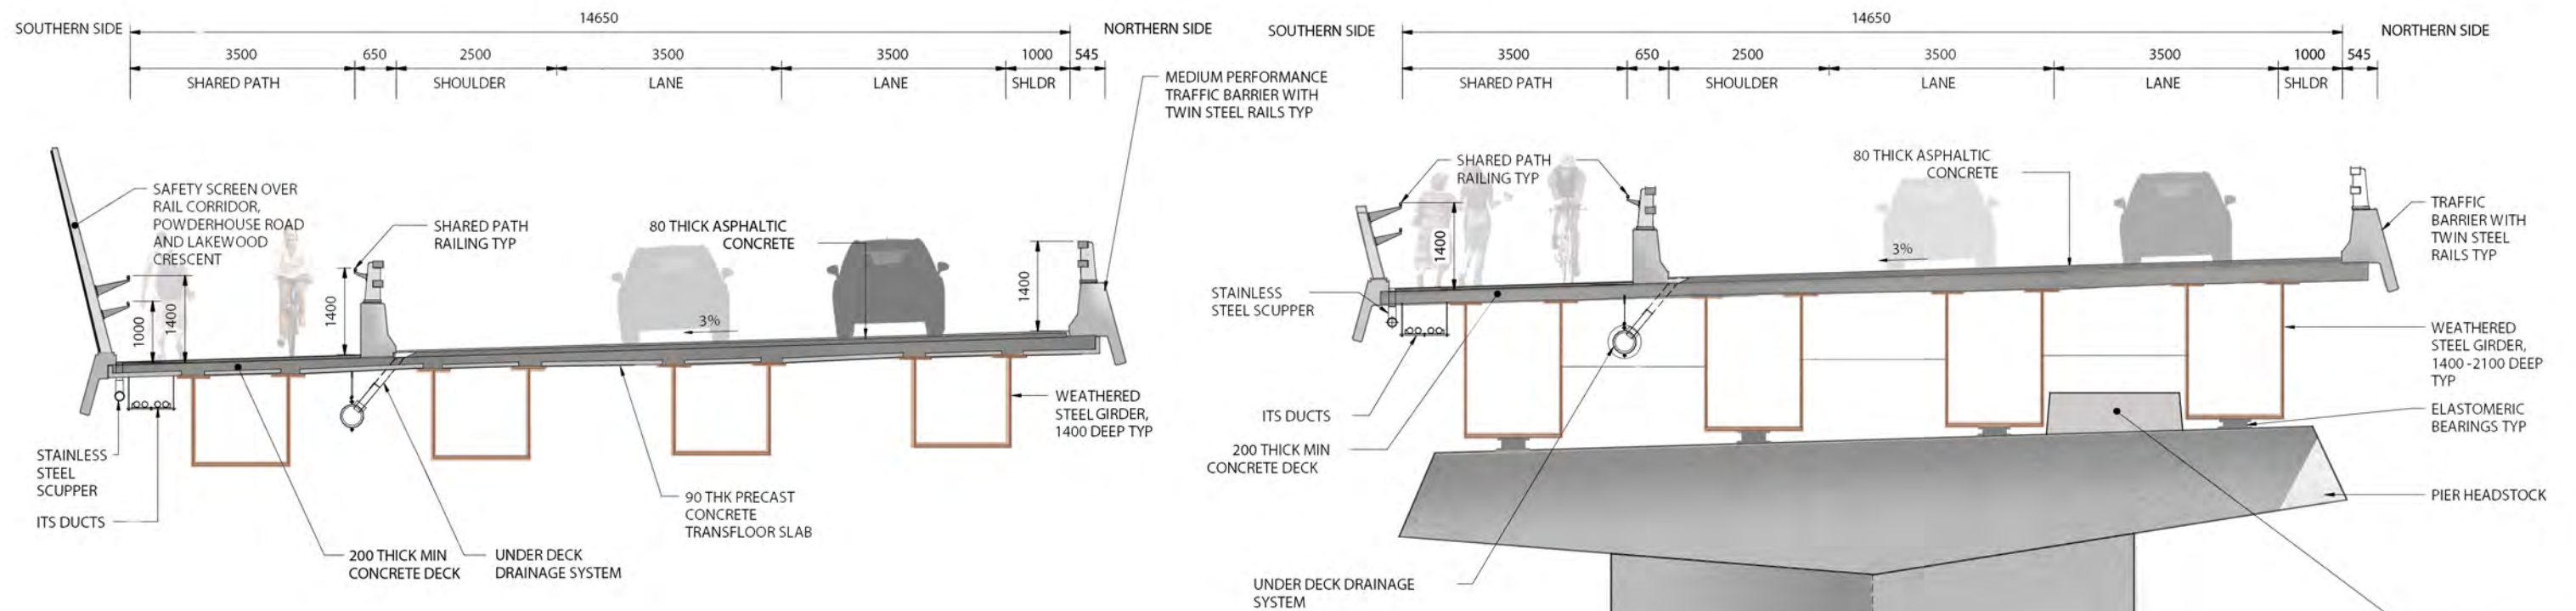 14650
SOUTHERN SIDE
NORTHERN SIDE
3500
650
2500
3500
3500
1000
545
SHARED PATH
SHOULDER
LANE
LANE
SHLDR
MEDIUM PERFORMANCE
TRAFFIC BARRIER WITH
TWIN STEEL RAILS TYP
SAFETY SCREEN OVER
RAIL CORRIDOR,
POWDERHOUSE ROAD
AND LAKEWOOD
CRESCENT
SHARED PATH
RAILING TYP
80 THICK ASPHALTIC
CONCRETE
1000
1400
1400
3%
1400
WEATHERED
STEEL GIRDER,
1400 DEEP TYP
STAINLESS
STEEL
SCUPPER
ITS DUCTS
90 THK PRECAST
CONCRETE
TRANSFLOOR SLAB
200 THICK MIN
CONCRETE DECK
UNDER DECK
DRAINAGE SYSTEM
14650
SOUTHERN SIDE
NORTHERN SIDE
3500
650
2500
3500
3500
1000
545
SHARED PATH
SHOULDER
LANE
LANE
SHLDR
SHARED PATH
RAILING TYP
80 THICK ASPHALTIC
CONCRETE
1400
3%
TRAFFIC
BARRIER WITH
TWIN STEEL
RAILS TYP
STAINLESS
STEEL SCUPPER
WEATHERED
STEEL GIRDER,
1400 -2100 DEEP
TYP
ITS DUCTS
ELASTOMERIC
BEARINGS TYP
200 THICK MIN
CONCRETE DECK
PIER HEADSTOCK
UNDER DECK DRAINAGE
SYSTEM